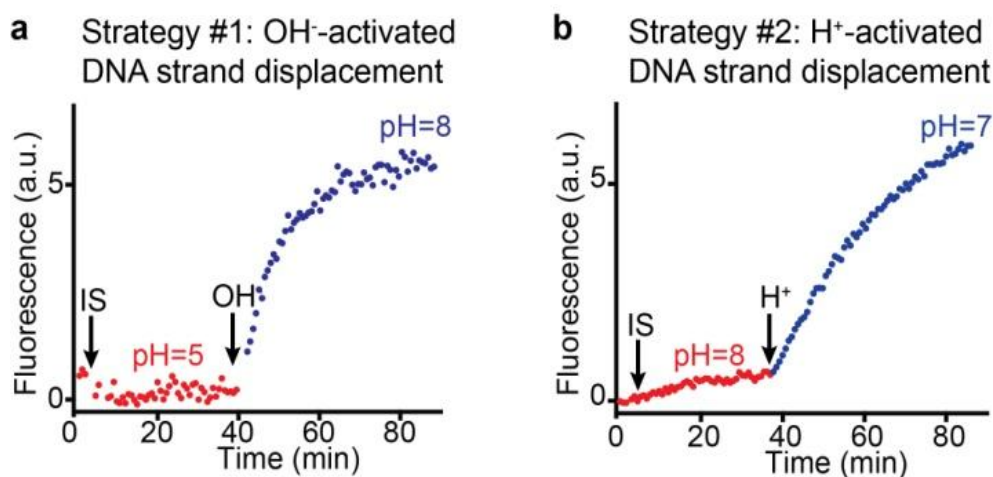 a Strategy #1: OH⁻-activated
DNA strand displacement
Fluorescence (a.u.)
5
0
IS
pH=5
OH
pH=8
0 20 40 60 80
Time (min)
b Strategy #2: H⁺-activated
DNA strand displacement
Fluorescence (a.u.)
5
0
IS
pH=8
H⁺
pH=7
0 20 40 60 80
Time (min)